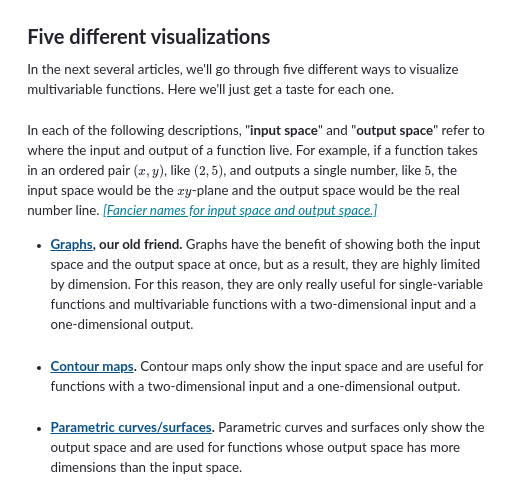 Five different visualizations
In the next several articles, we'll go through five different ways to visualize
multivariable functions. Here we'll just get a taste for each one.
In each of the following descriptions, "input space" and "output space" refer to
where the input and output of a function live. For example, if a function takes
in an ordered pair (x, y), like (2, 5), and outputs a single number, like 5, the
input space would be the xy-plane and the output space would be the real
number line. [Fancier names for input space and output space.]
• Graphs, our old friend. Graphs have the benefit of showing both the input
space and the output space at once, but as a result, they are highly limited
by dimension. For this reason, they are only really useful for single-variable
functions and multivariable functions with a two-dimensional input and a
one-dimensional output.
• Contour maps. Contour maps only show the input space and are useful for
functions with a two-dimensional input and a one-dimensional output.
• Parametric curves/surfaces. Parametric curves and surfaces only show the
output space and are used for functions whose output space has more
dimensions than the input space.